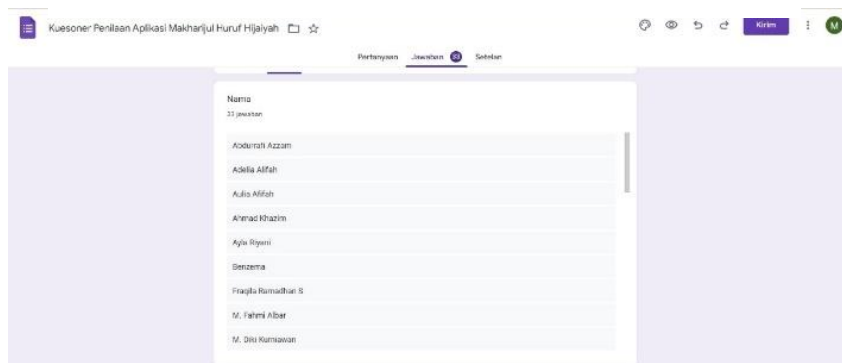 Kuesoner Penilaan Aplikasi Makharijul Huruf Hijaiyah
Kirim
M
Pertanyaan Jawaban 33 Setelan
Nama
33 jawaban
Abdurrafi Azzam
Adelia Alifah
Aulia Afifah
Ahmad Khazim
Ayla Riyani
Benzema
Fraqila Ramadhan S
M. Fahmi Albar
M. Diki Kurniawan